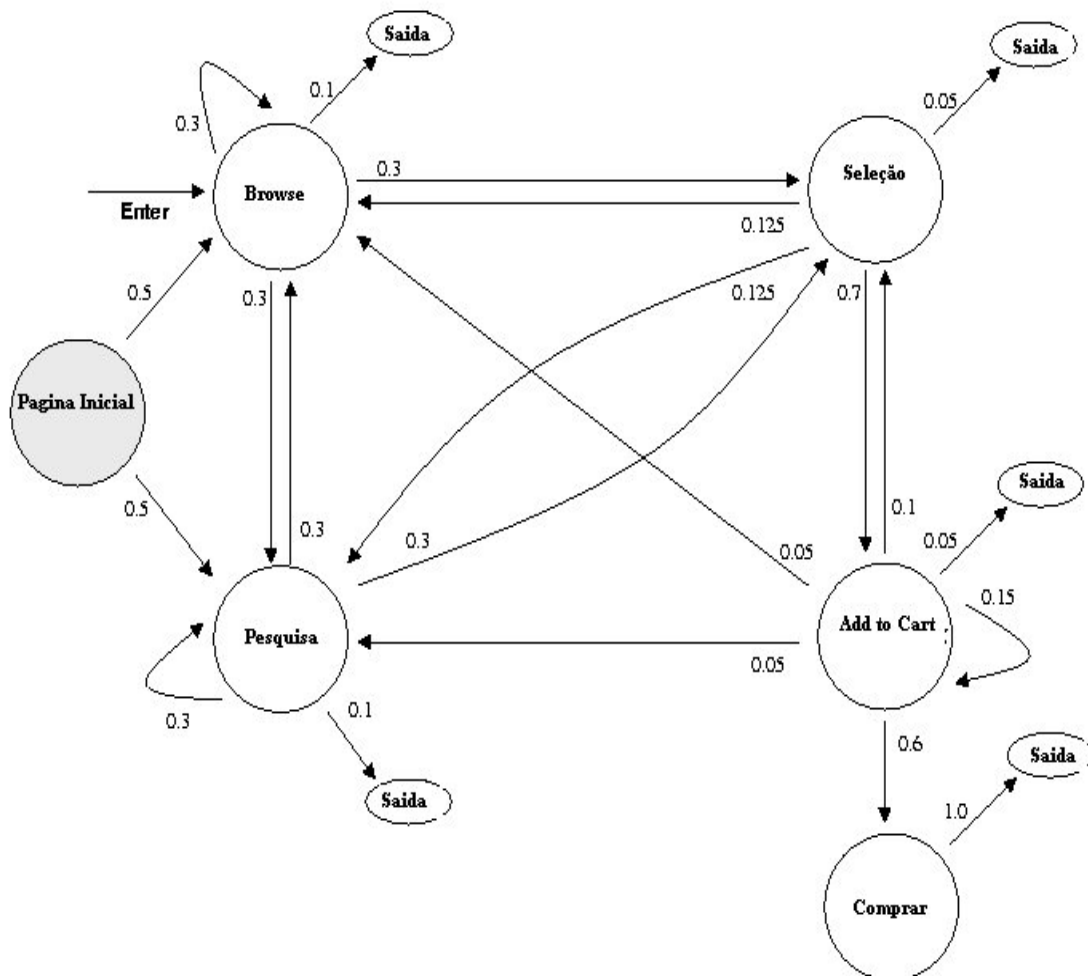 Saida
Saida
0.1
0.05
0.3
0.3
Seleção
Browse
Enter
0.125
0.5
0.3
0.125
0.7
Pagina Inicial
Saida
0.5
0.3
0.3
0.1
0.05
0.05
0.15
Pesquisa
Add to Cart
0.05
0.3
0.1
0.6
Saida
Saida
1.0
Comprar